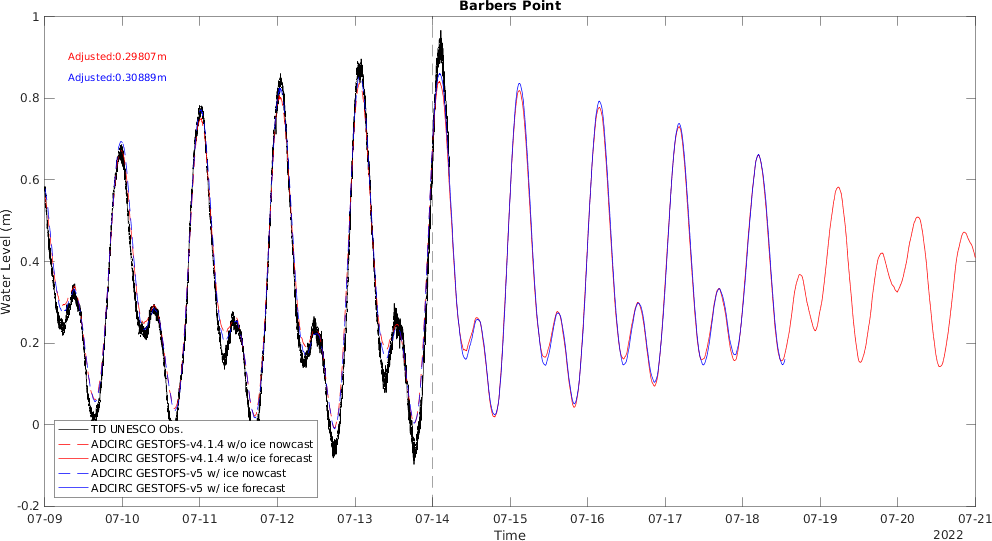 Barbers Point
1
Adjusted:0.29807m
Adjusted:0.30889m
0.8
0.6
Water Level (m)
0.4
0.2
0
TD UNESCO Obs.
ADCIRC GESTOFS-v4.1.4 w/o ice nowcast
ADCIRC GESTOFS-v4.1.4 w/o ice forecast
ADCIRC GESTOFS-v5 w/ ice nowcast
ADCIRC GESTOFS-v5 w/ ice forecast
-0.2
07-09 07-10 07-11 07-12 07-13 07-14 07-15 07-16 07-17 07-18 07-19 07-20 07-21
Time
2022